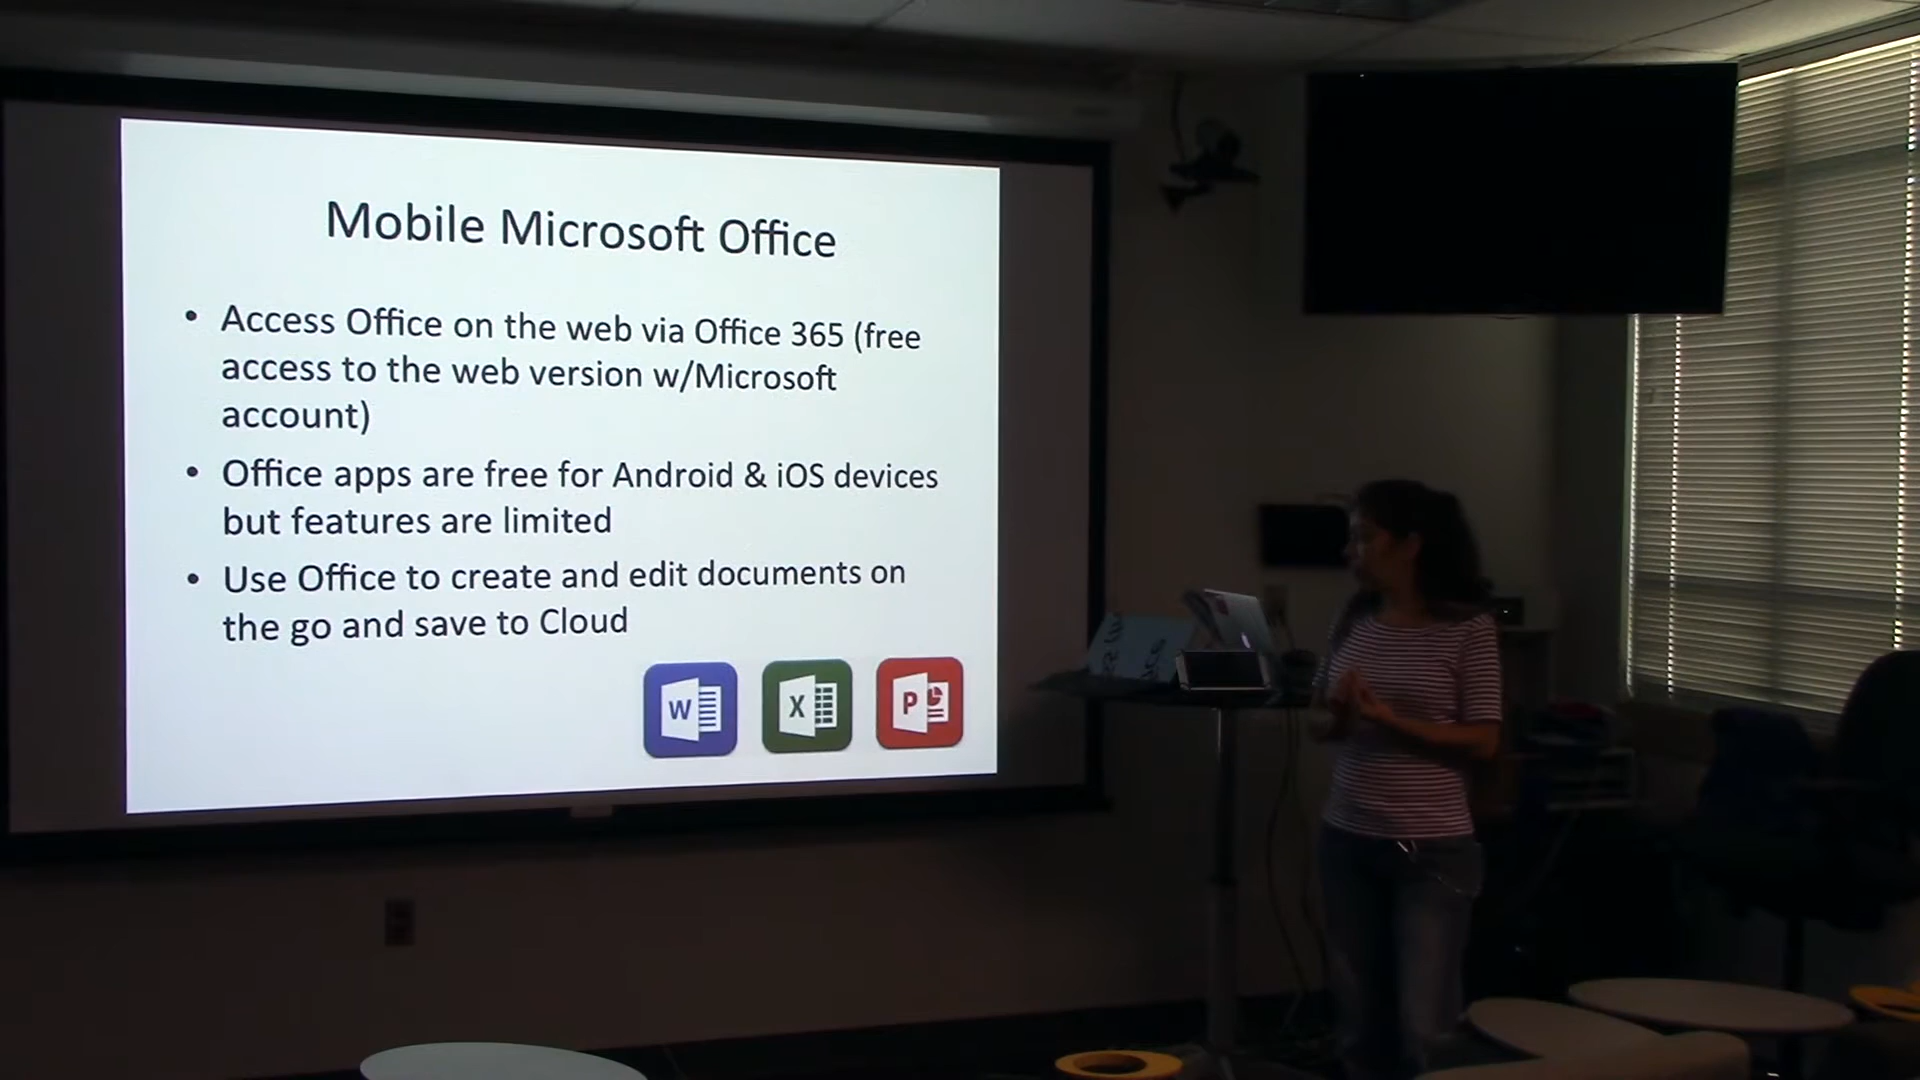 Mobile Microsoft Office
• Access Office on the web via Office 365 (free
access to the web version w/Microsoft
account)
• Office apps are free for Android & iOS devices
but features are limited
• Use Office to create and edit documents on
the go and save to Cloud
W X P